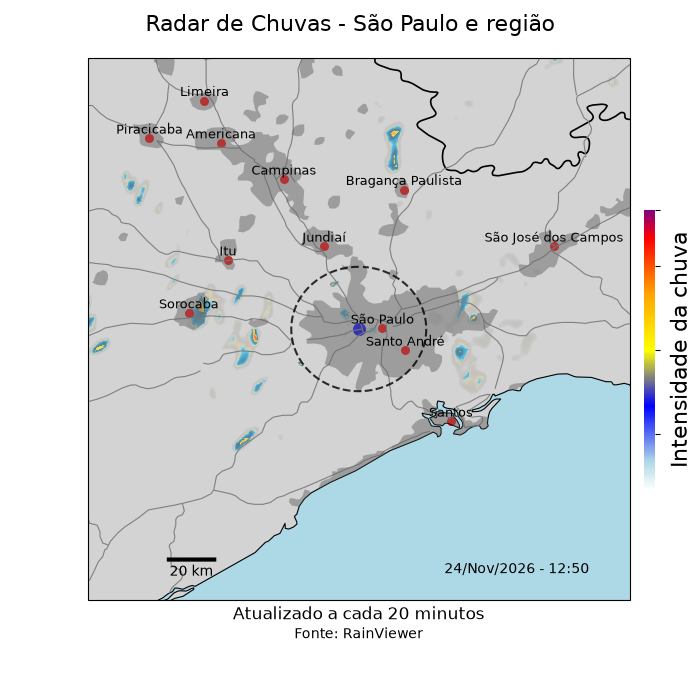 Radar de Chuvas - São Paulo e região
Limeira
Piracicaba
Americana
Campinas
Bragança Paulista
Jundiaí
São José dos Campos
Itu
Sorocaba
São Paulo
Santo André
Santos
Intensidade da chuva
20 km
24/Nov/2026 - 12:50
Atualizado a cada 20 minutos
Fonte: RainViewer